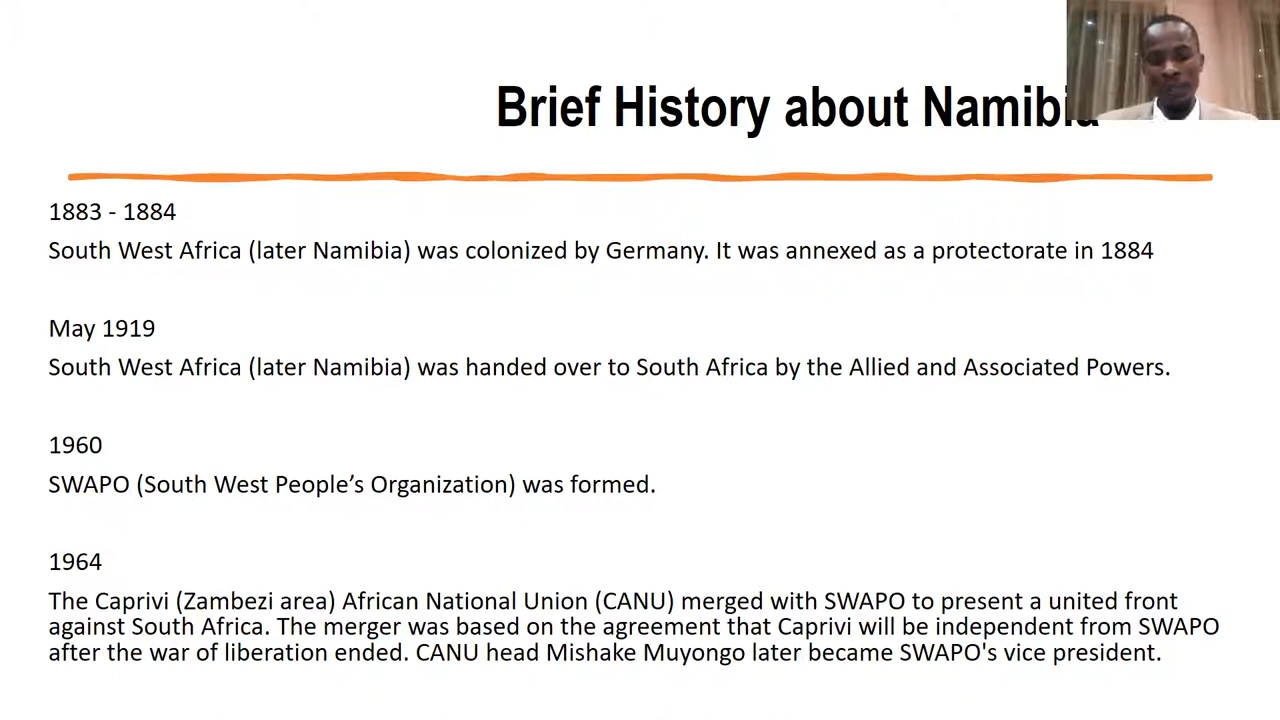 Brief History about Namibia
1883 - 1884
South West Africa (later Namibia) was colonized by Germany. It was annexed as a protectorate in 1884
May 1919
South West Africa (later Namibia) was handed over to South Africa by the Allied and Associated Powers.
1960
SWAPO (South West People’s Organization) was formed.
1964
The Caprivi (Zambezi area) African National Union (CANU) merged with SWAPO to present a united front
against South Africa. The merger was based on the agreement that Caprivi will be independent from SWAPO
after the war of liberation ended. CANU head Mishake Muyongo later became SWAPO's vice president.